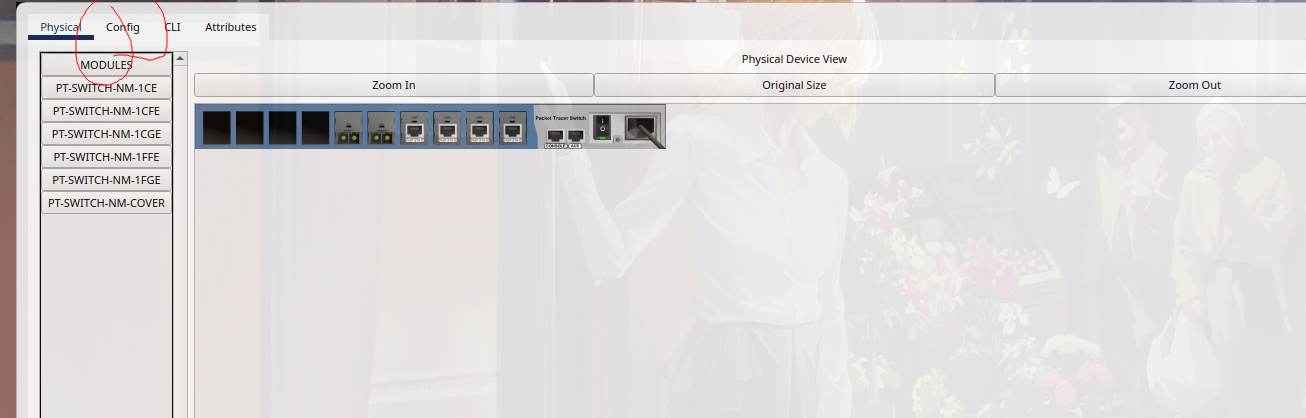 Physical Config CLI Attributes
MODULES
PT-SWITCH-NM-1CE
PT-SWITCH-NM-1CFE
PT-SWITCH-NM-1CGE
PT-SWITCH-NM-1FFE
PT-SWITCH-NM-1FGE
PT-SWITCH-NM-COVER
Physical Device View
Zoom In Original Size Zoom Out
Packet Tracer Switch
CONSOLE AUX